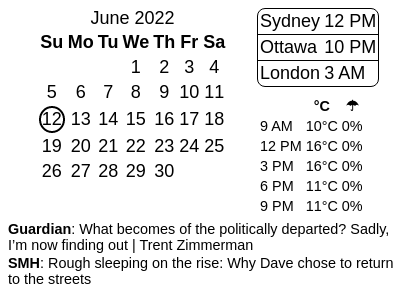 June 2022
Su Mo Tu We Th Fr Sa
1 2 3 4
5 6 7 8 9 10 11
12 13 14 15 16 17 18
19 20 21 22 23 24 25
26 27 28 29 30
Sydney 12 PM
Ottawa 10 PM
London 3 AM
°C ☂
9 AM 10°C 0%
12 PM 16°C 0%
3 PM 16°C 0%
6 PM 11°C 0%
9 PM 11°C 0%
Guardian: What becomes of the politically departed? Sadly,
I’m now finding out | Trent Zimmerman
SMH: Rough sleeping on the rise: Why Dave chose to return
to the streets